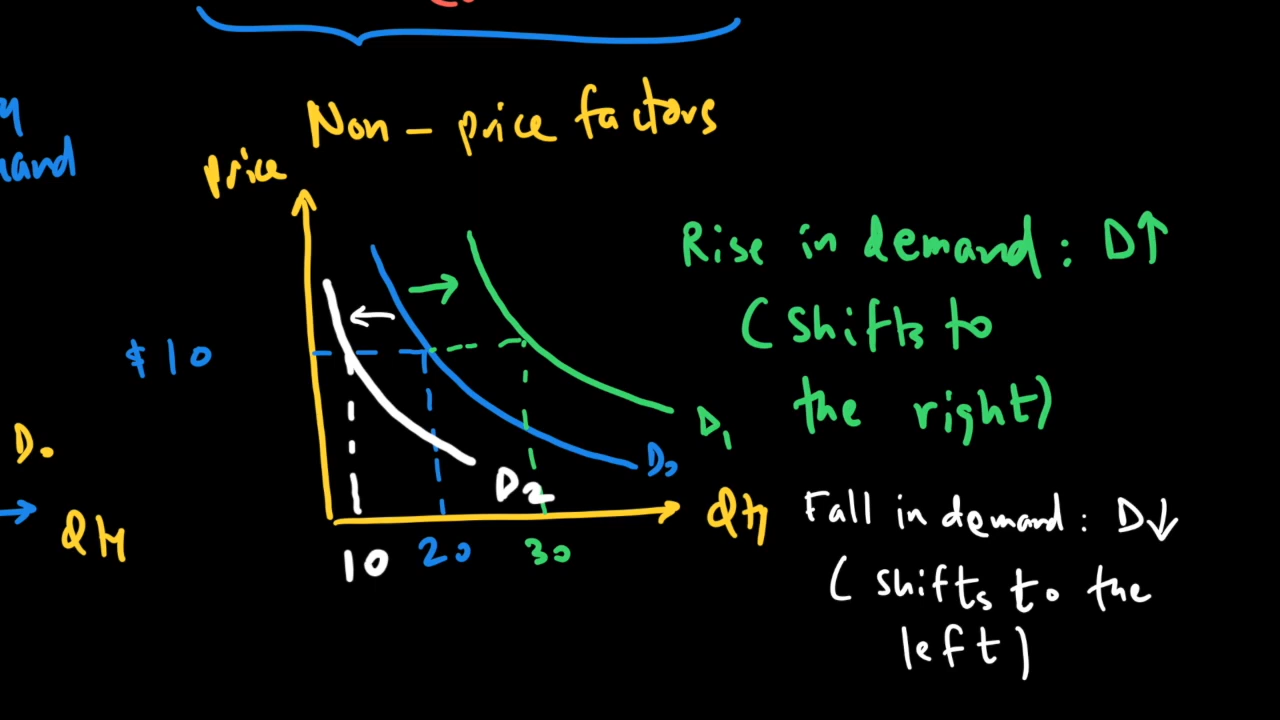 Non-price factors
Price
Rise in demand: D↑
(shifts to
the right)
$10
D₁
D₀
D2
Qty
10
20
30
Fall in demand: D↓
(shifts to the
left)
D₀
Qty